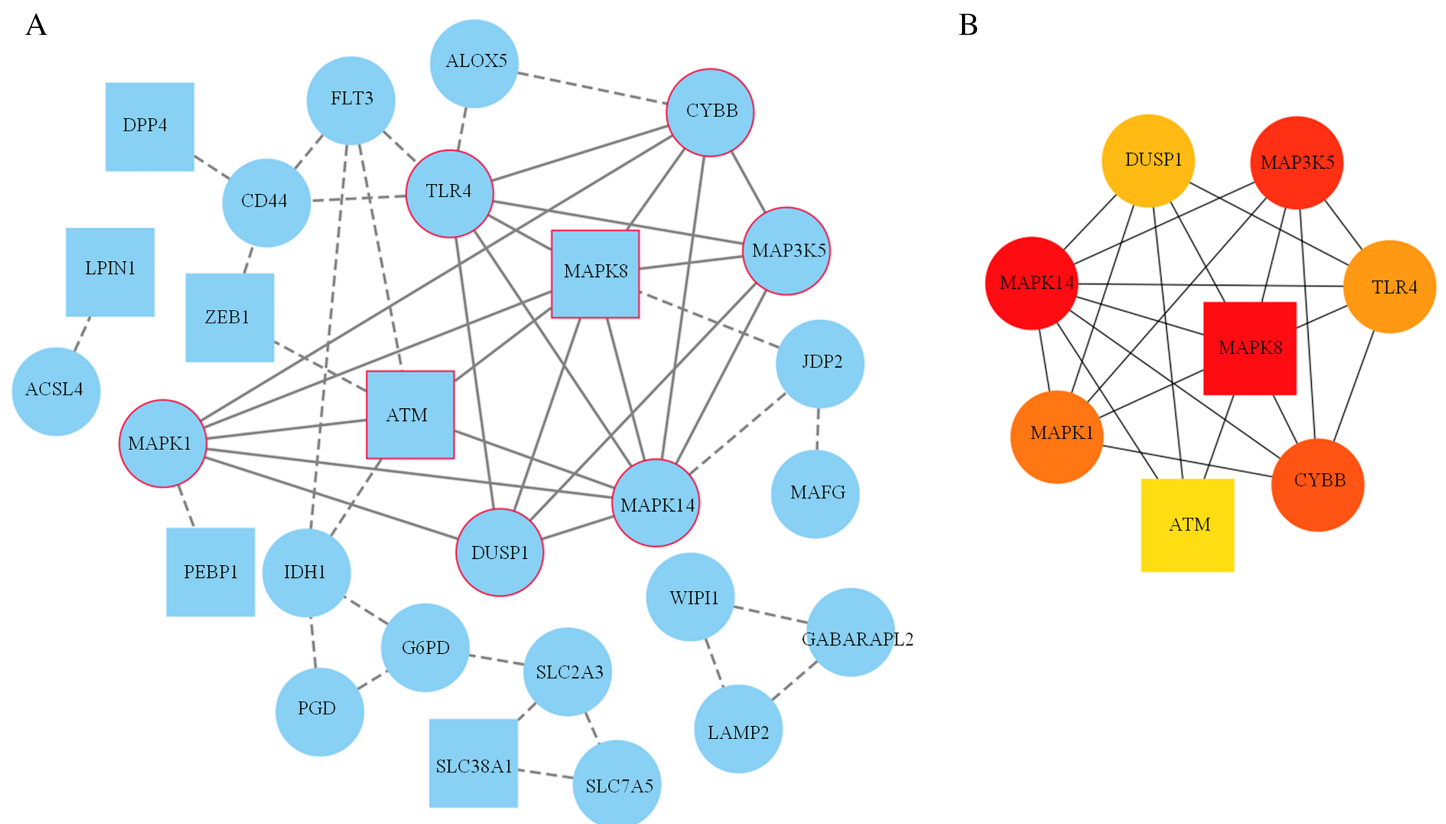 A
B
ALOX5
FLT3
CYBB
DPP4
TLR4
CD44
MAP3K5
LPIN1
MAPK8
ZEB1
JDP2
ACSL4
ATM
MAPK1
MAFG
MAPK14
DUSP1
PEBP1
IDH1
WIPI1
GABARAPL2
G6PD
SLC2A3
PGD
LAMP2
SLC38A1
SLC7A5
DUSP1
MAP3K5
MAPK14
TLR4
MAPK8
MAPK1
CYBB
ATM